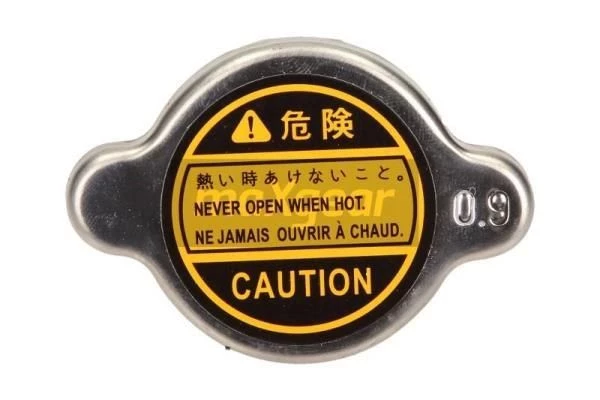 危険
熱い時あけないこと。
NEVER OPEN WHEN HOT.
NE JAMAIS OUVRIR À CHAUD.
CAUTION
0.9
maxgear